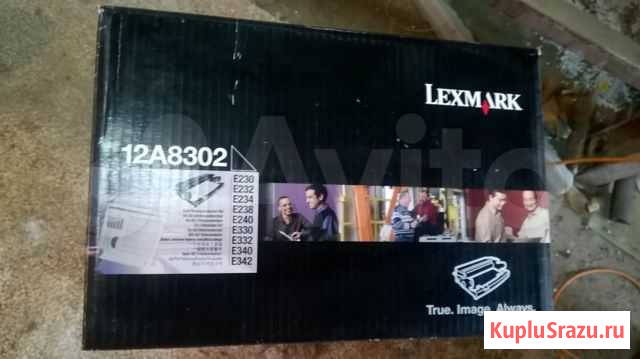 LEXMARK
12A8302
E230
E232
E234
E238
E240
E330
E332
E340
E342
Avito
True. Image. Always.
KupluSrazu.ru